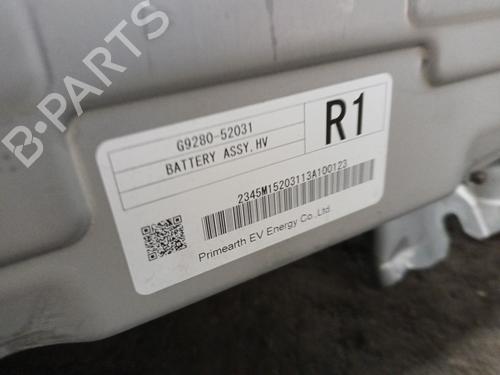 B-PARTS
G9280-52031
BATTERY ASSY,HV
R1
2345M15203113A100123
Primearth EV Energy Co.,Ltd.